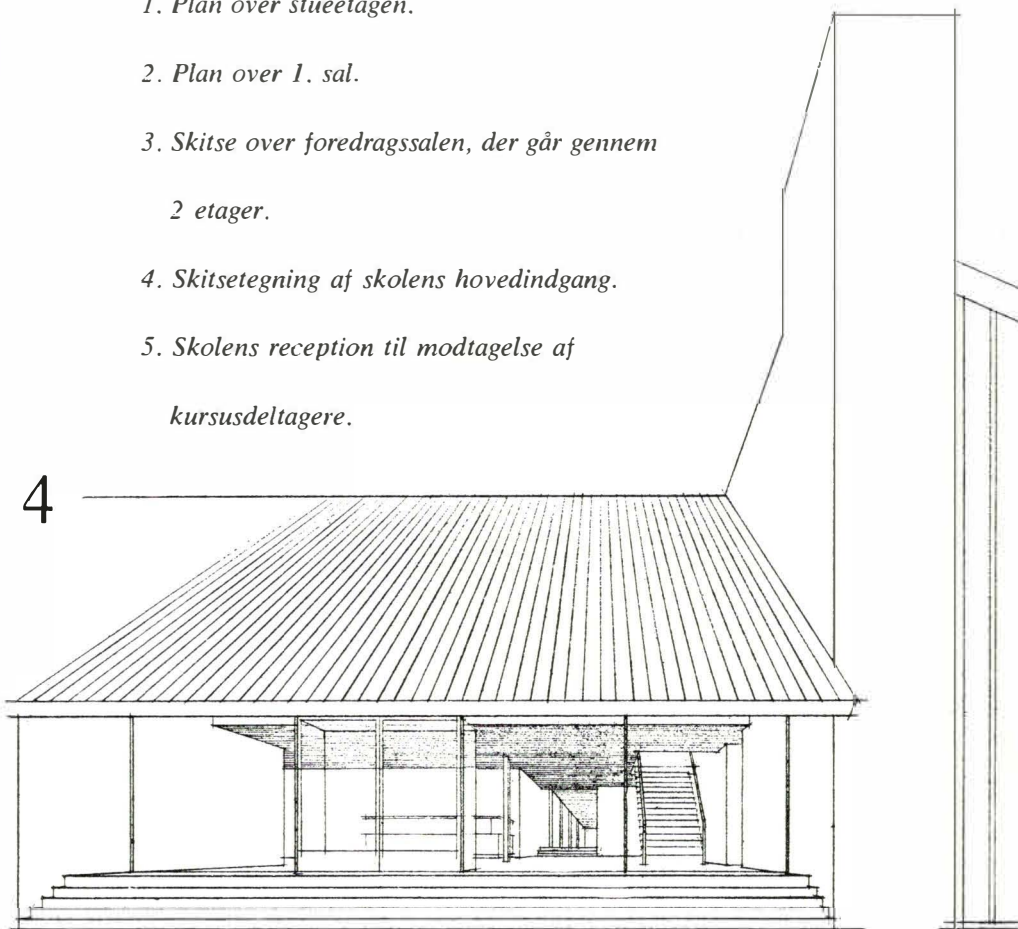 1. Plan over stueetagen.
2. Plan over 1. sal.
3. Skitse over foredragssalen, der går gennem
2 etager.
4. Skitsetegning af skolens hovedindgang.
5. Skolens reception til modtagelse af
kursusdeltagere.
4